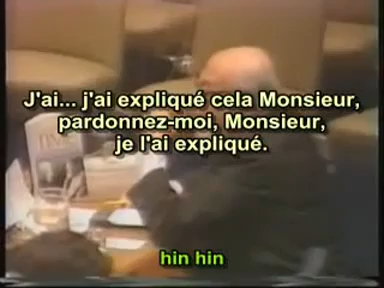 J'ai... j'ai expliqué cela Monsieur,
pardonnez-moi, Monsieur,
je l'ai expliqué.
hin hin